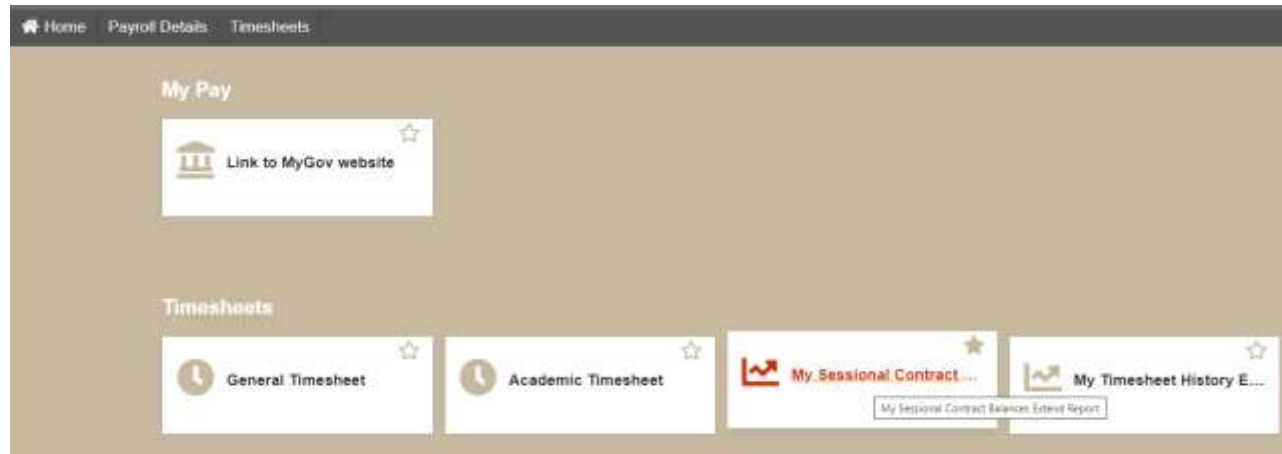 Home Payroll Details Timesheets
My Pay
Link to MyGov website
Timesheets
General Timesheet Academic Timesheet My Sessional Contract ... My Timesheet History E...
My Sessional Contract Balances Extend Report